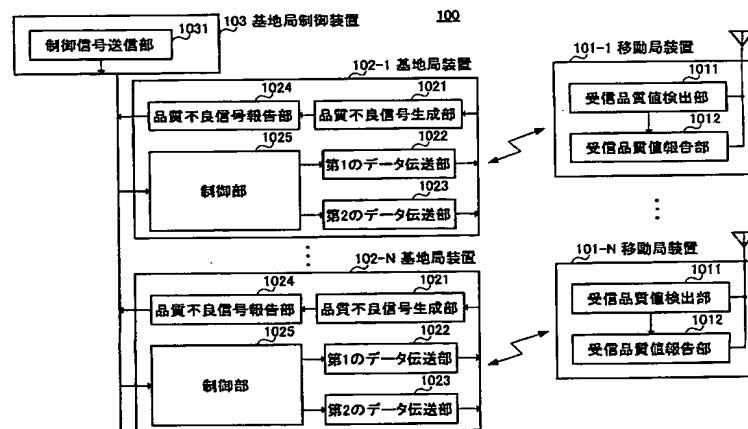 100
103 基地局制御装置
1031
制御信号送信部
102-1 基地局装置
1024
品質不良信号報告部
1021
品質不良信号生成部
1025
制御部
1022
第1のデータ伝送部
1023
第2のデータ伝送部
101-1 移動局装置
1011
受信品質値検出部
1012
受信品質値報告部
102-N 基地局装置
1024
品質不良信号報告部
1021
品質不良信号生成部
1025
制御部
1022
第1のデータ伝送部
1023
第2のデータ伝送部
101-N 移動局装置
1011
受信品質値検出部
1012
受信品質値報告部